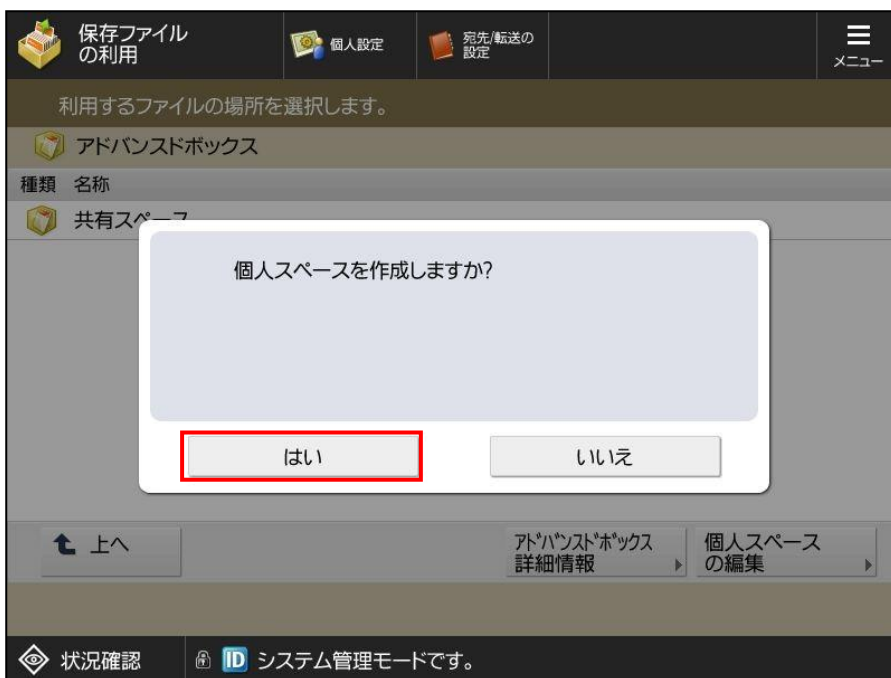 保存ファイル
の利用
個人設定
宛先/転送の
設定
メニュー
利用するファイルの場所を選択します。
アドバンスドボックス
種類 名称
共有スペース
個人スペースを作成しますか?
はい
いいえ
上へ
ｱﾄﾞﾊﾞﾝｽﾄﾞﾎﾞｯｸｽ
詳細情報
個人スペース
の編集
状況確認
ID システム管理モードです。